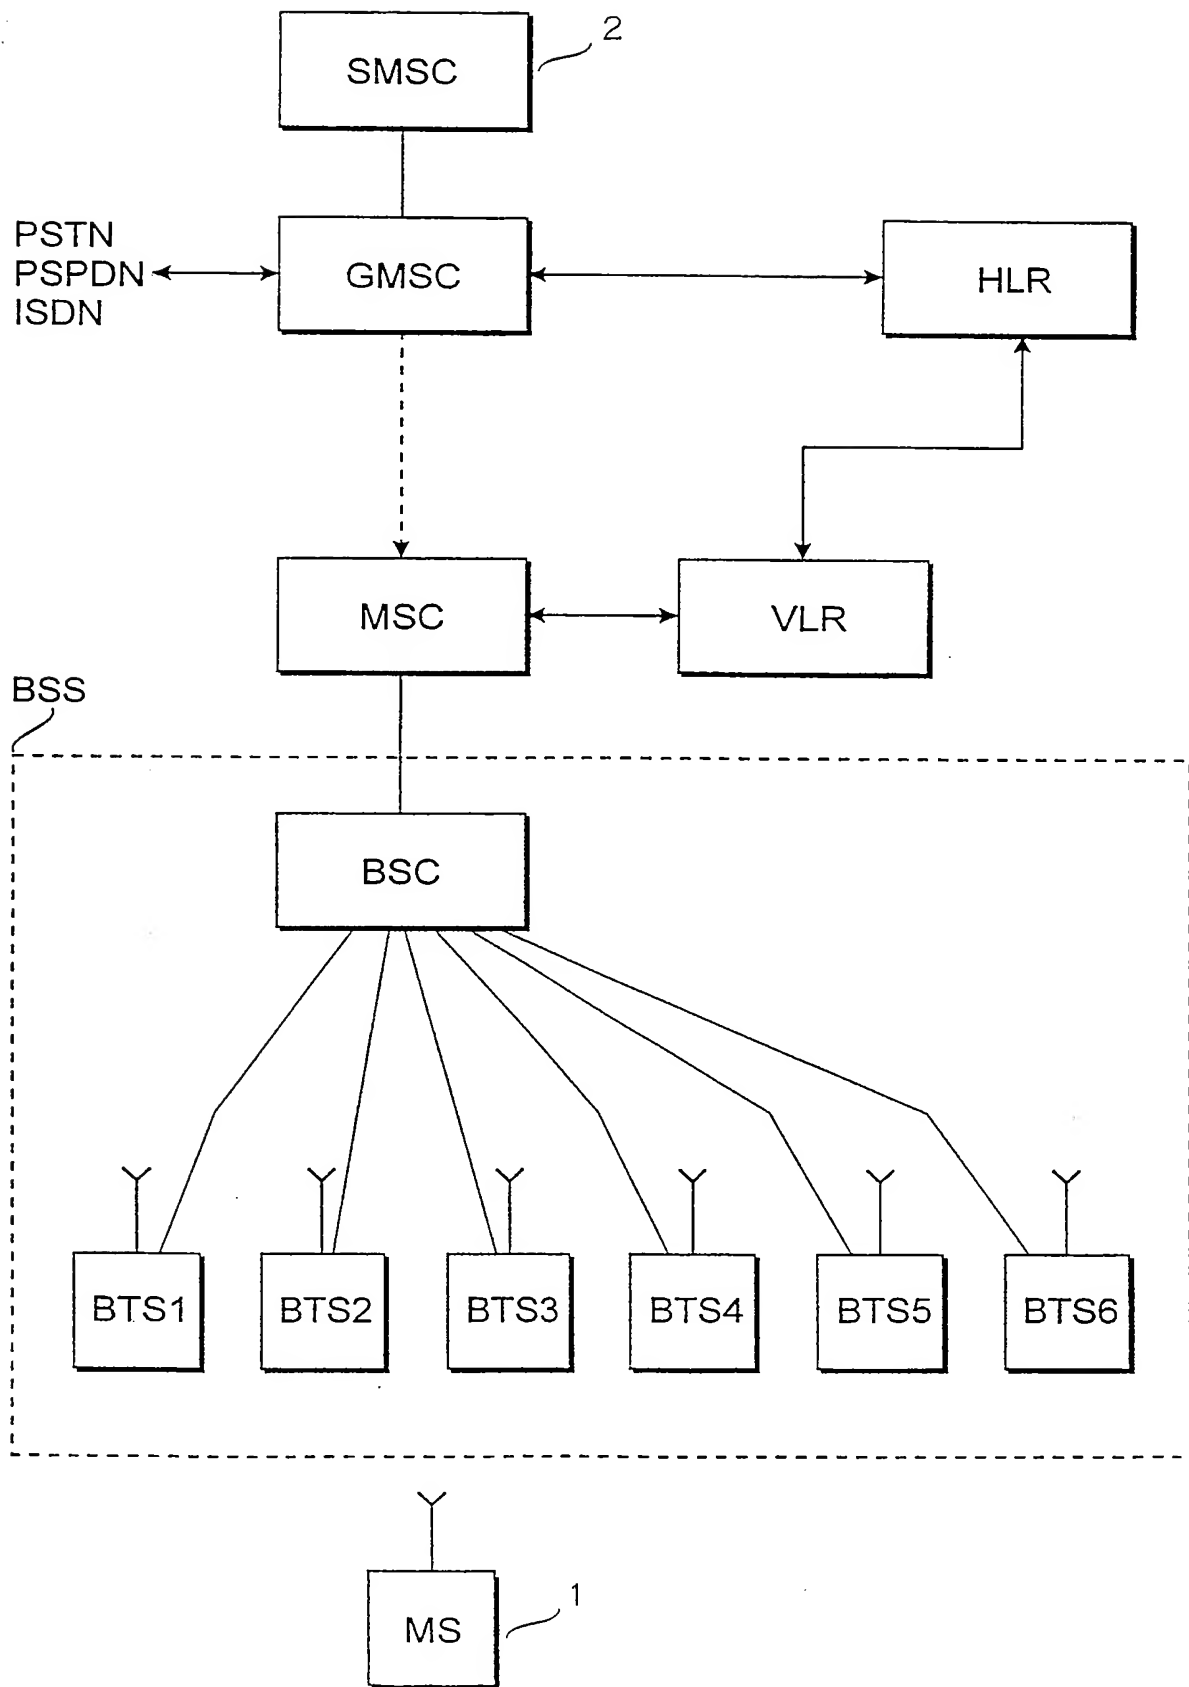 2
SMSC
PSTN
PSPDN
ISDN
GMSC
HLR
MSC
VLR
BSS
BSC
BTS1
BTS2
BTS3
BTS4
BTS5
BTS6
1
MS